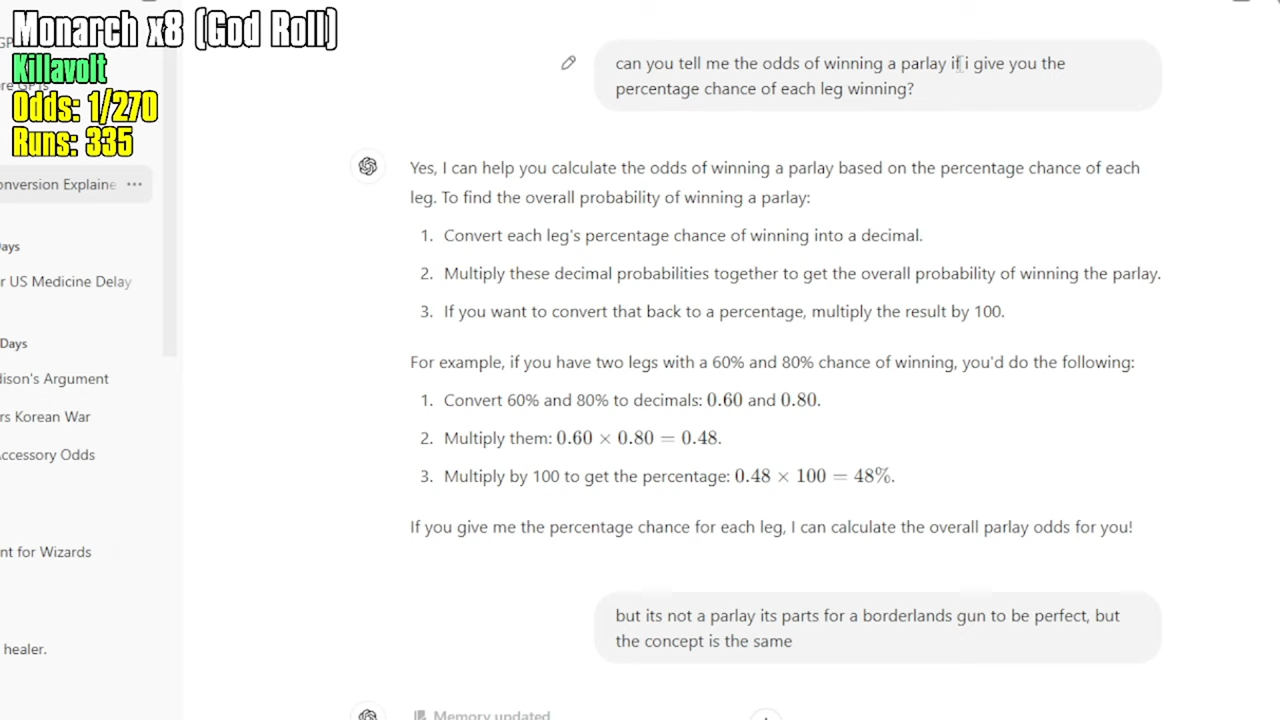 Monarch x8 (God Roll)
Killavolt
Odds: 1/270
Runs: 335
onversion Explaine ...
ays
r US Medicine Delay
Days
dison's Argument
rs Korean War
Accessory Odds
nt for Wizards
healer.
can you tell me the odds of winning a parlay if i give you the
percentage chance of each leg winning?
Yes, I can help you calculate the odds of winning a parlay based on the percentage chance of each
leg. To find the overall probability of winning a parlay:
1. Convert each leg's percentage chance of winning into a decimal.
2. Multiply these decimal probabilities together to get the overall probability of winning the parlay.
3. If you want to convert that back to a percentage, multiply the result by 100.
For example, if you have two legs with a 60% and 80% chance of winning, you'd do the following:
1. Convert 60% and 80% to decimals: 0.60 and 0.80.
2. Multiply them: 0.60 × 0.80 = 0.48.
3. Multiply by 100 to get the percentage: 0.48 × 100 = 48%.
If you give me the percentage chance for each leg, I can calculate the overall parlay odds for you!
but its not a parlay its parts for a borderlands gun to be perfect, but
the concept is the same
Memory updated